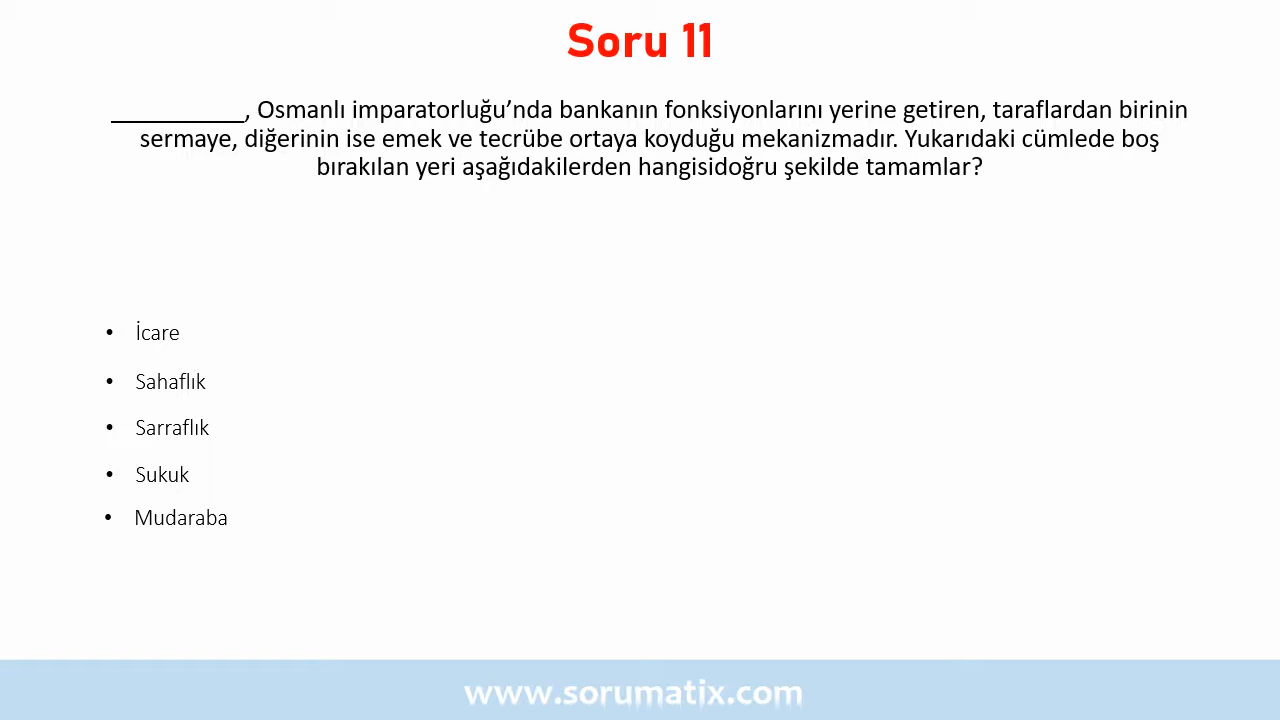 Soru 11
__________, Osmanlı imparatorluğu’nda bankanın fonksiyonlarını yerine getiren, taraflardan birinin
sermaye, diğerinin ise emek ve tecrübe ortaya koyduğu mekanizmadır. Yukarıdaki cümlede boş
bırakılan yeri aşağıdakilerden hangisidoğru şekilde tamamlar?
• İcare
• Sahaflık
• Sarraflık
• Sukuk
• Mudaraba
www.sorumatix.com